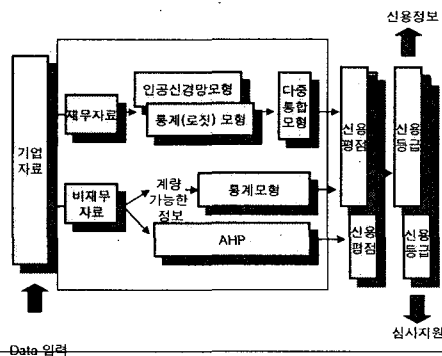 신용정보
인공신경망모형
재무자료
통계(로짓) 모형
다중
통합
모형
신용
평점
신용
등급
기업
자료
비재무
자료
계량
가능한
정보
통계모형
AHP
신용
평점
신용
등급
심사지원
Data 입력